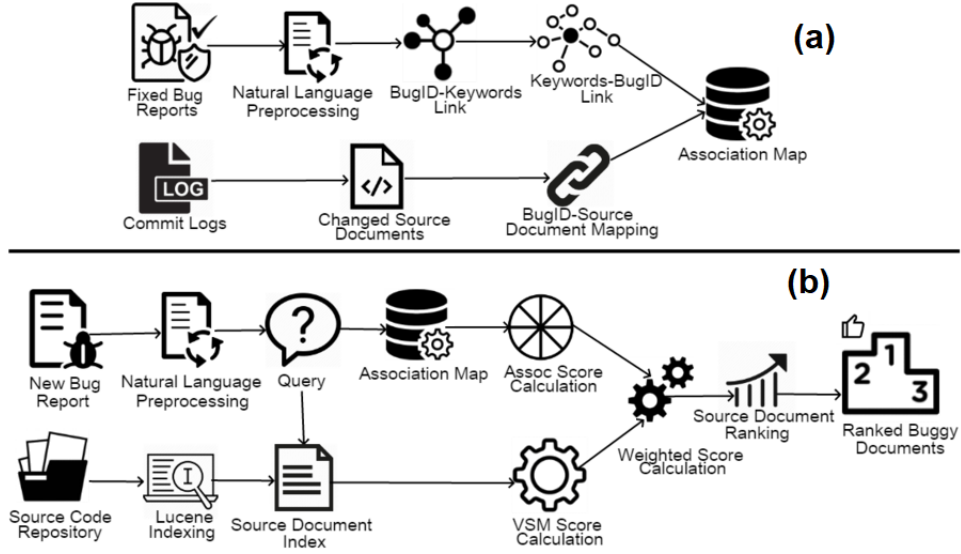 (a)
Fixed Bug
Reports
Natural Language
Preprocessing
BugID-Keywords
Link
Keywords-BugID
Link
Association Map
LOG
Commit Logs
</>
Changed Source
Documents
BugID-Source
Document Mapping
(b)
New Bug
Report
Natural Language
Preprocessing
?
Query
Association Map
Assoc Score
Calculation
Weighted Score
Calculation
Source Document
Ranking
1
2
3
Ranked Buggy
Documents
Source Code
Repository
I
Lucene
Indexing
Source Document
Index
VSM Score
Calculation